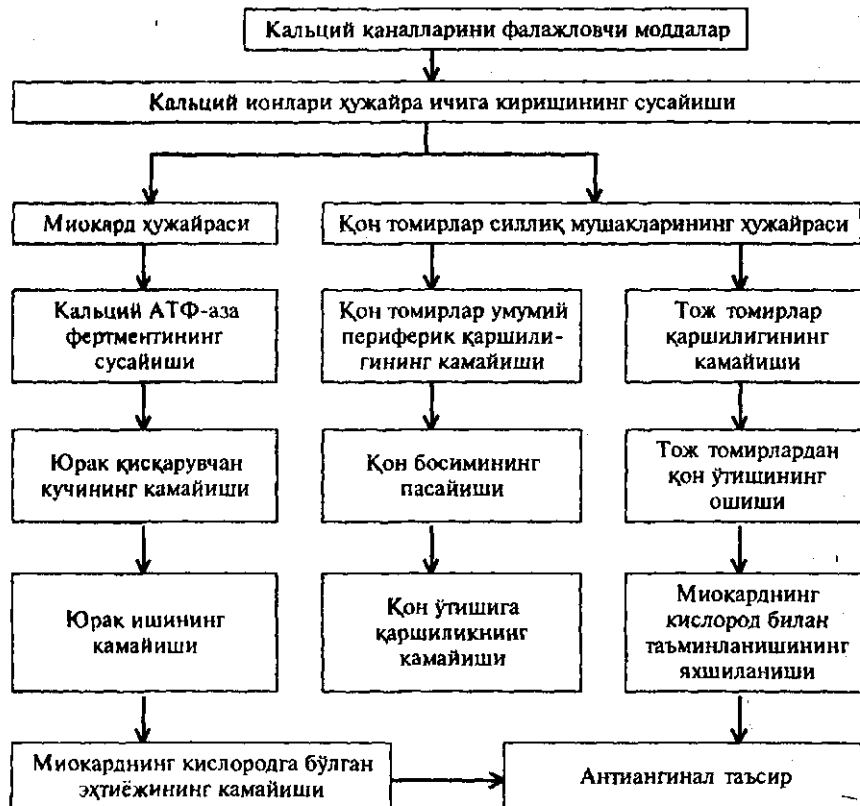 Кальций каналларини фалажловчи моддалар
Кальций ионлари ҳужайра ичига киришининг сусайиши
Миокард ҳужайраси
Қон томирлар силлиқ мушакларининг ҳужайраси
Кальций АТФ-аза
фертментининг
сусайиши
Қон томирлар умумий
периферик қаршили-
гининг камайиши
Тож томирлар
қаршилигининг
камайиши
Юрак қисқарувчан
кучининг камайиши
Қон босимининг
пасайиши
Тож томирлардан
қон ўтишининг
ошиши
Юрак ишининг
камайиши
Қон ўтишига
қаршиликнинг
камайиши
Миокарднинг
кислород билан
таъминланишининг
яхшиланиши
Миокарднинг кислородга бўлган
эҳтиёжининг камайиши
Антиангинал таъсир